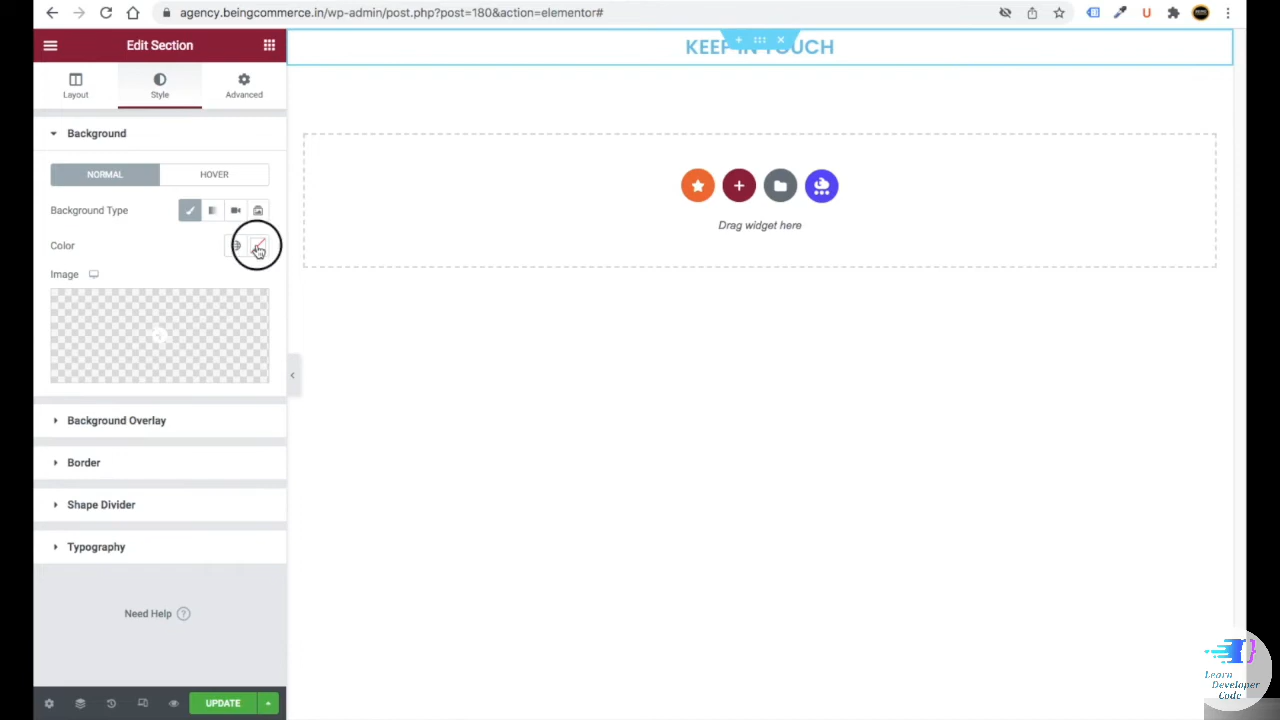 agency.beingcommerce.in/wp-admin/post.php?post=180&action=elementor#
Edit Section
Layout
Style
Advanced
Background
NORMAL
HOVER
Background Type
Color
Image
Background Overlay
Border
Shape Divider
Typography
Need Help
UPDATE
KEEP IN TOUCH
Drag widget here
Learn
Developer
Code